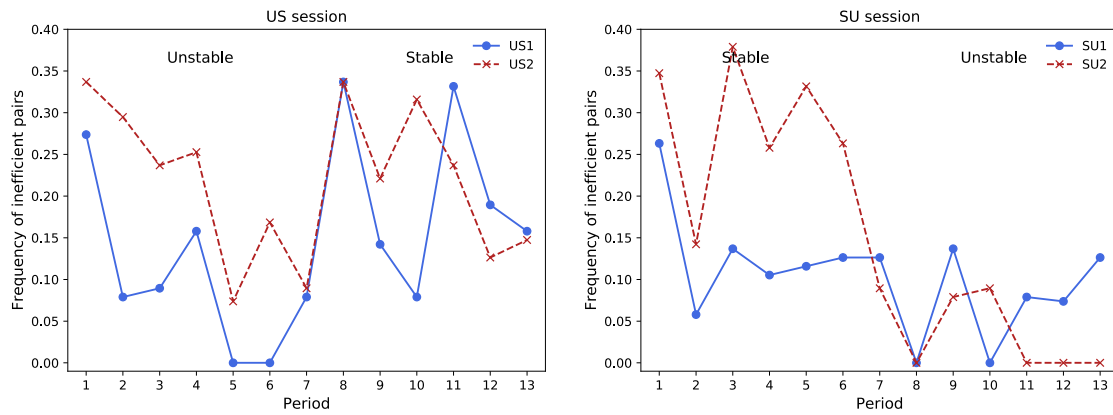 US session
Frequency of inefficient pairs
0.40
0.35
0.30
0.25
0.20
0.15
0.10
0.05
0.00
Unstable
Stable
US1
US2
1 2 3 4 5 6 7 8 9 10 11 12 13
Period
SU session
Frequency of inefficient pairs
0.40
0.35
0.30
0.25
0.20
0.15
0.10
0.05
0.00
Stable
Unstable
SU1
SU2
1 2 3 4 5 6 7 8 9 10 11 12 13
Period